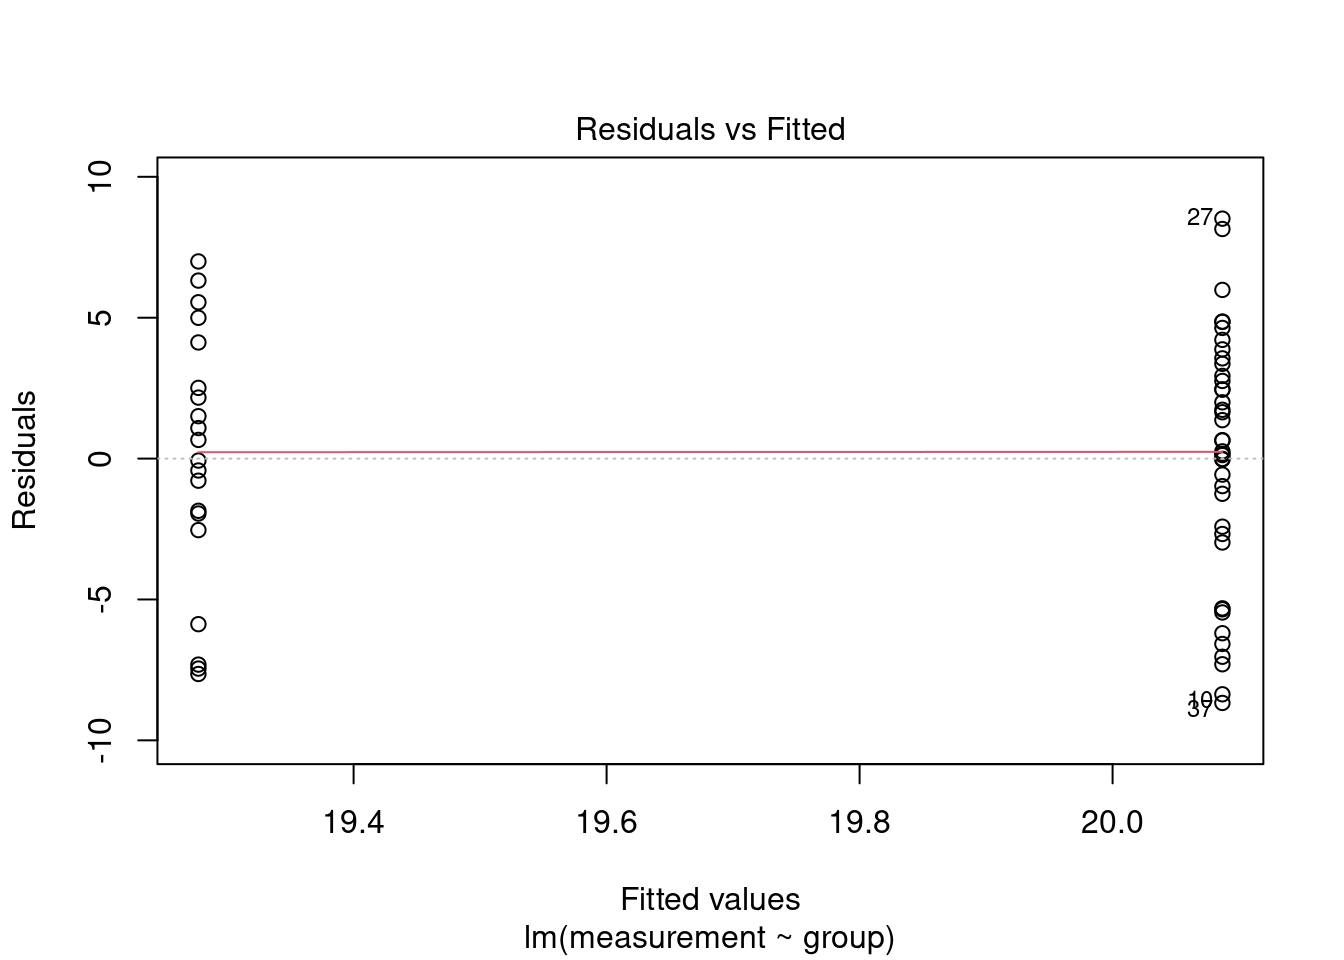 Residuals vs Fitted
10
5
0
-5
-10
Residuals
27
10
37
19.4 19.6 19.8 20.0
Fitted values
lm(measurement ~ group)